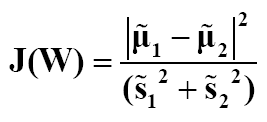 J(W) = |μ̃₁ − μ̃₂|² / (s̃₁² + s̃₂²)